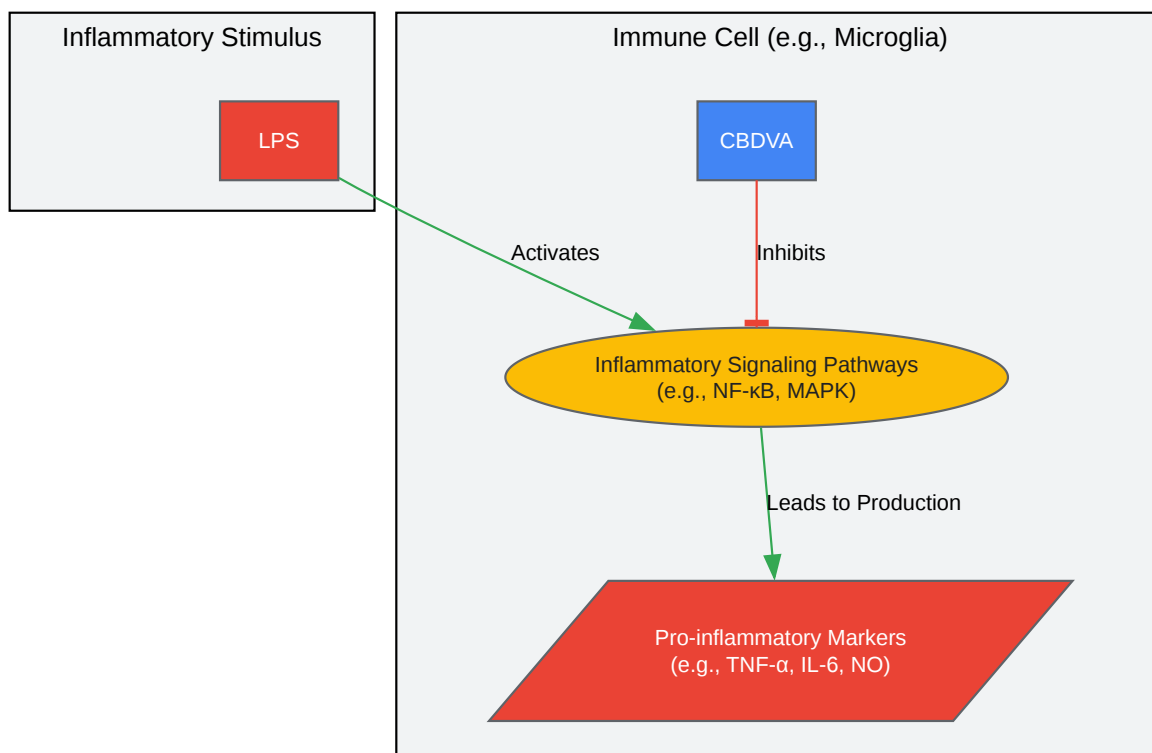 Inflammatory Stimulus
Immune Cell (e.g., Microglia)
LPS
CBDVA
Activates
Inhibits
Inflammatory Signaling Pathways
(e.g., NF-κB, MAPK)
Leads to Production
Pro-inflammatory Markers
(e.g., TNF-α, IL-6, NO)